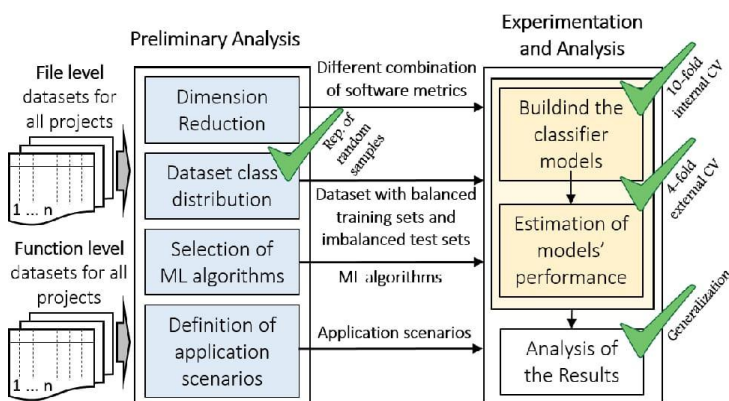 Preliminary Analysis
Experimentation
and Analysis
File level
datasets for
all projects
1 ... n
Function level
datasets for all
projects
1 ... n
Dimension
Reduction
Dataset class
distribution
Selection of
ML algorithms
Definition of
application
scenarios
Different combination
of software metrics
Rep. of
random
samples
Dataset with balanced
training sets and
imbalanced test sets
ML algorithms
Application scenarios
Buildind the
classifier
models
10-fold
internal CV
Estimation of
models'
performance
4-fold
external CV
Analysis of
the Results
Generalization